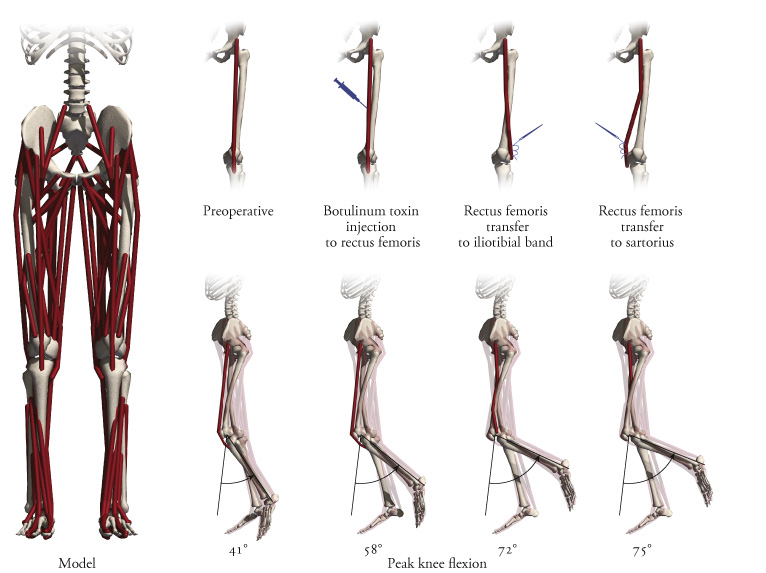 Preoperative
Botulinum toxin
injection
to rectus femoris
Rectus femoris
transfer
to iliotibial band
Rectus femoris
transfer
to sartorius
41°
58°
72°
75°
Model
Peak knee flexion